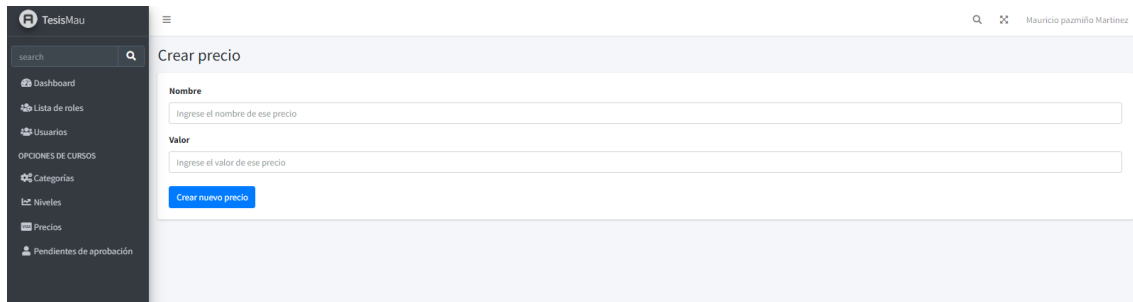 TesisMau
Mauricio pazmiño Martinez
search
Crear precio
Dashboard
Lista de roles
Usuarios
OPCIONES DE CURSOS
Categorías
Niveles
Precios
Pendientes de aprobación
Nombre
Ingrese el nombre de ese precio
Valor
Ingrese el valor de ese precio
Crear nuevo precio